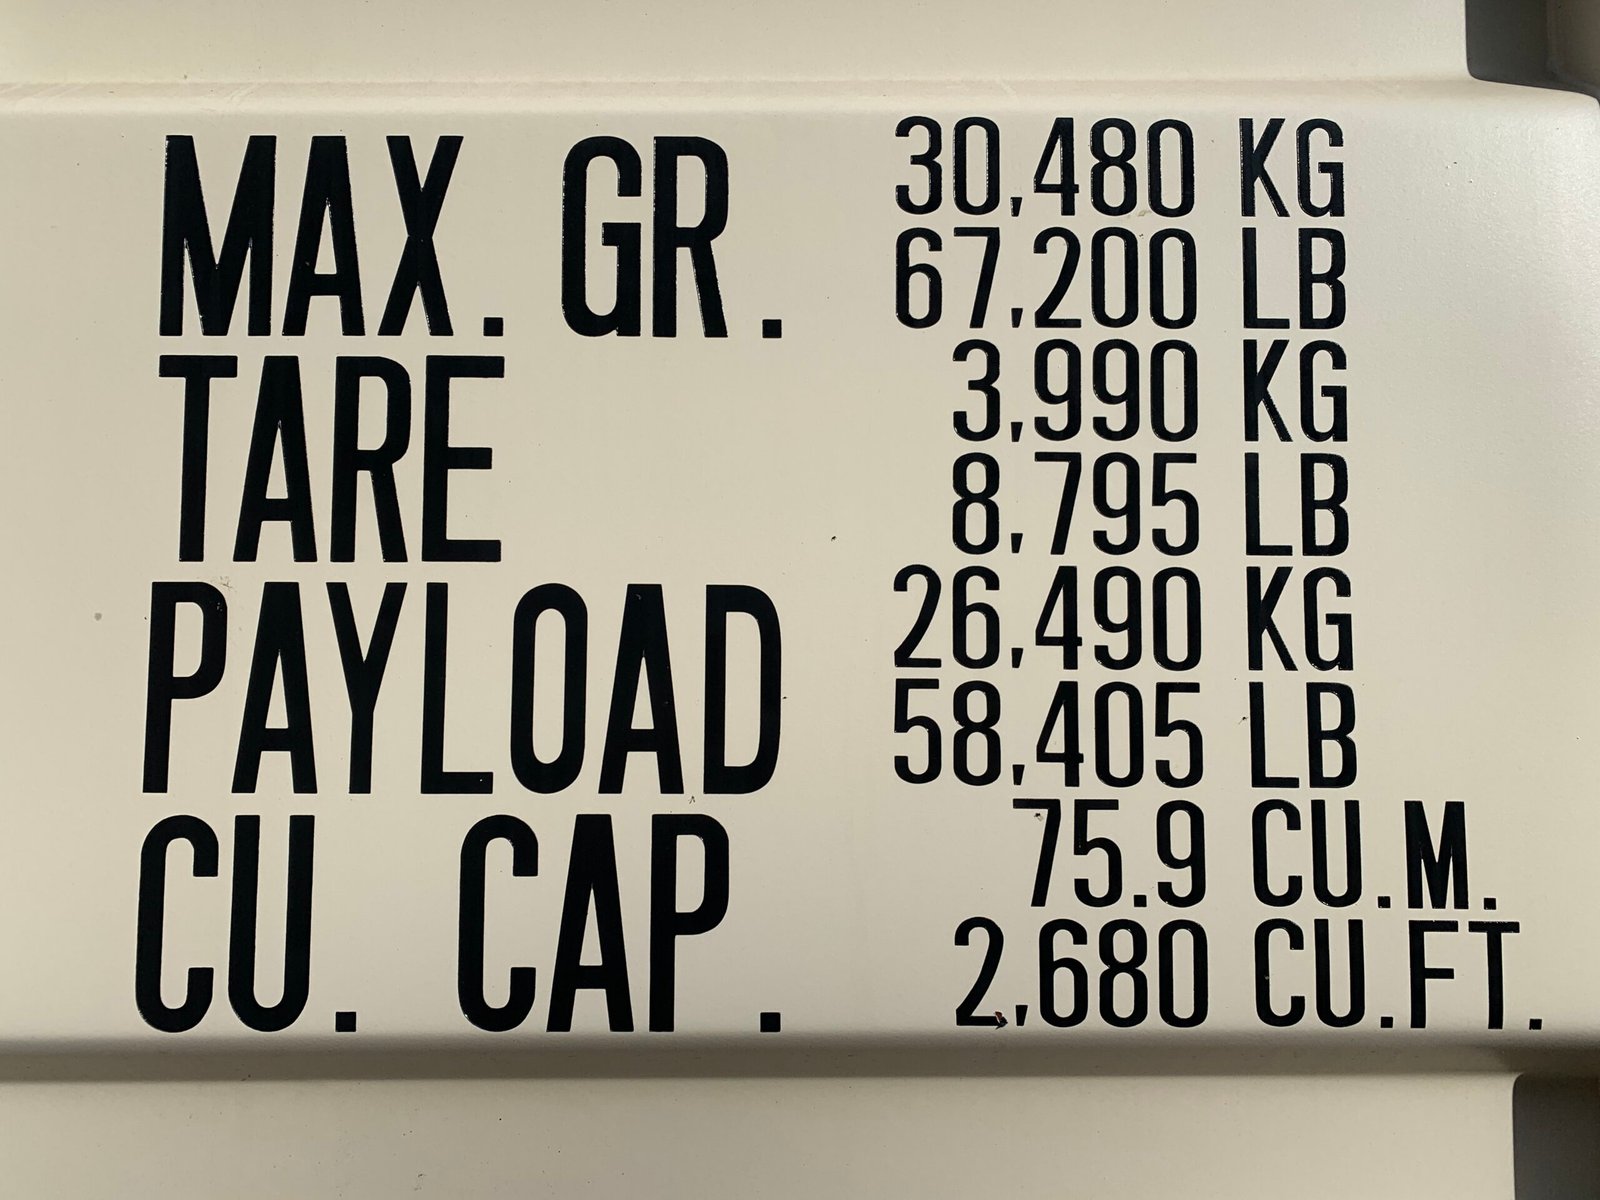 MAX. GR. 30,480 KG
67,200 LB
TARE 3,990 KG
8,795 LB
PAYLOAD 26,490 KG
58,405 LB
CU. CAP. 75.9 CU.M.
2,680 CU.FT.